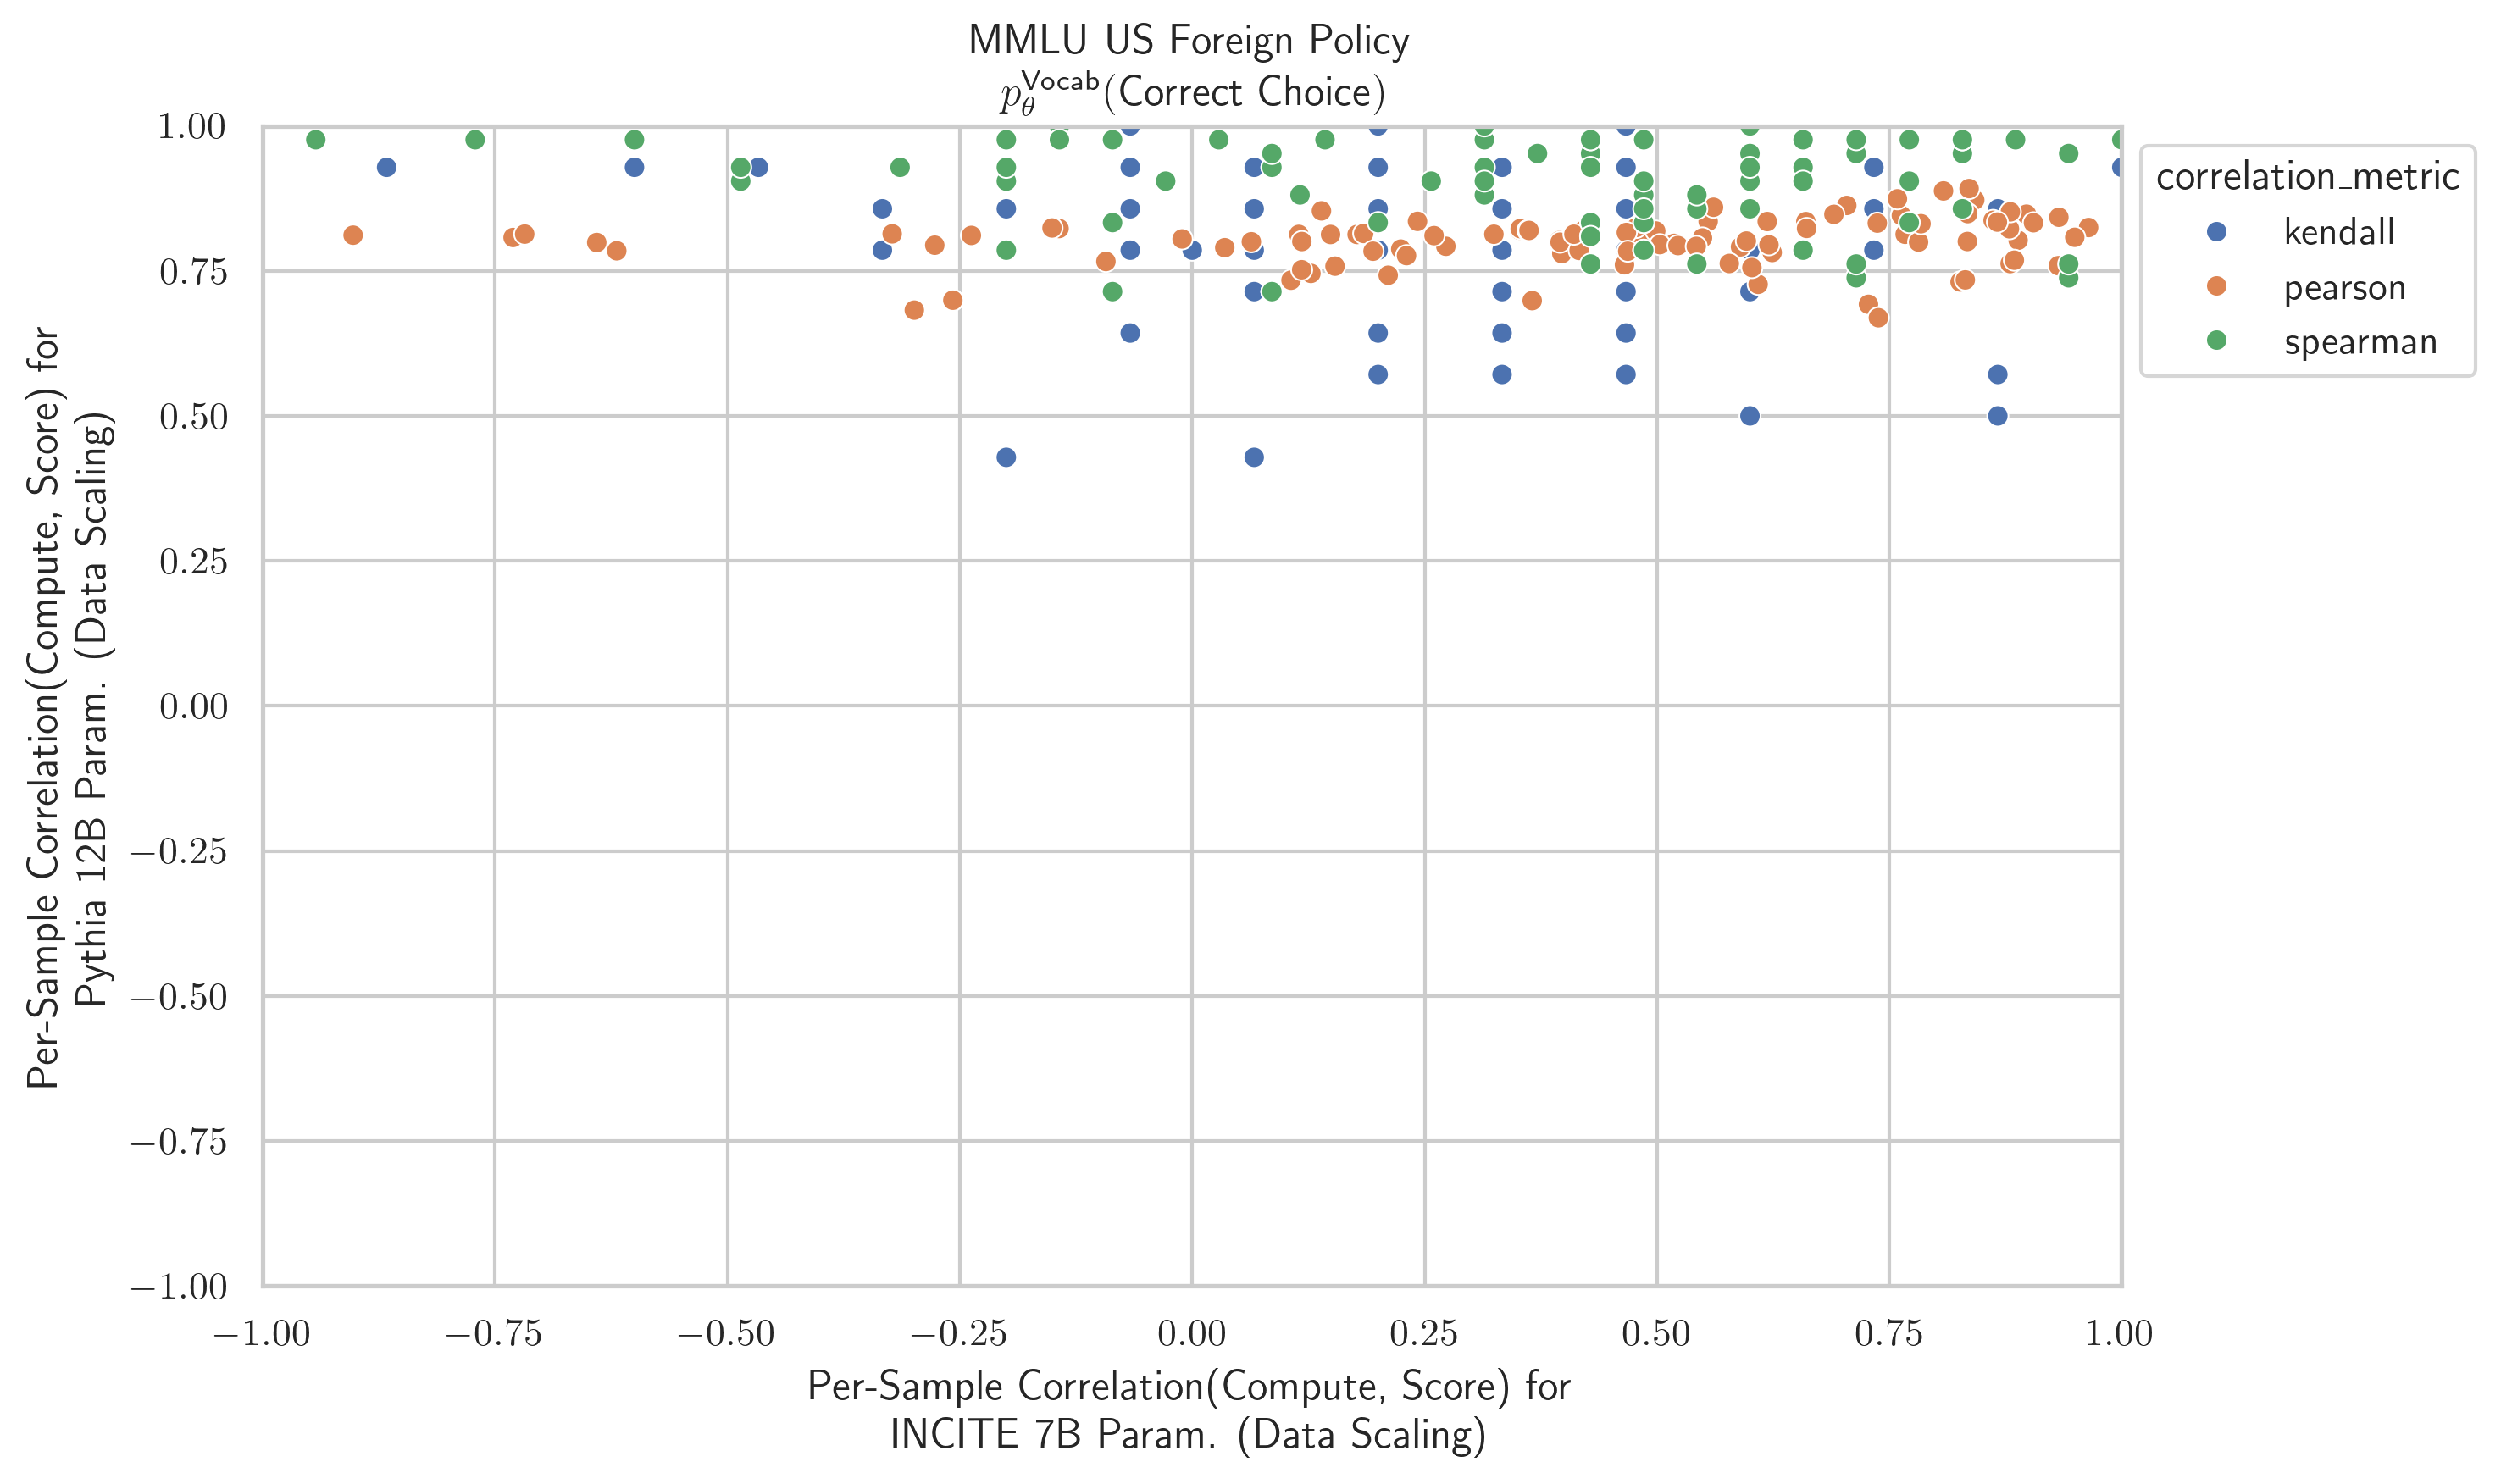 MMLU US Foreign Policy
p_θ^Vocab(Correct Choice)
1.00
0.75
0.50
0.25
0.00
−0.25
−0.50
−0.75
−1.00
Per-Sample Correlation(Compute, Score) for
Pythia 12B Param. (Data Scaling)
correlation_metric
kendall
pearson
spearman
−1.00 −0.75 −0.50 −0.25 0.00 0.25 0.50 0.75 1.00
Per-Sample Correlation(Compute, Score) for
INCITE 7B Param. (Data Scaling)